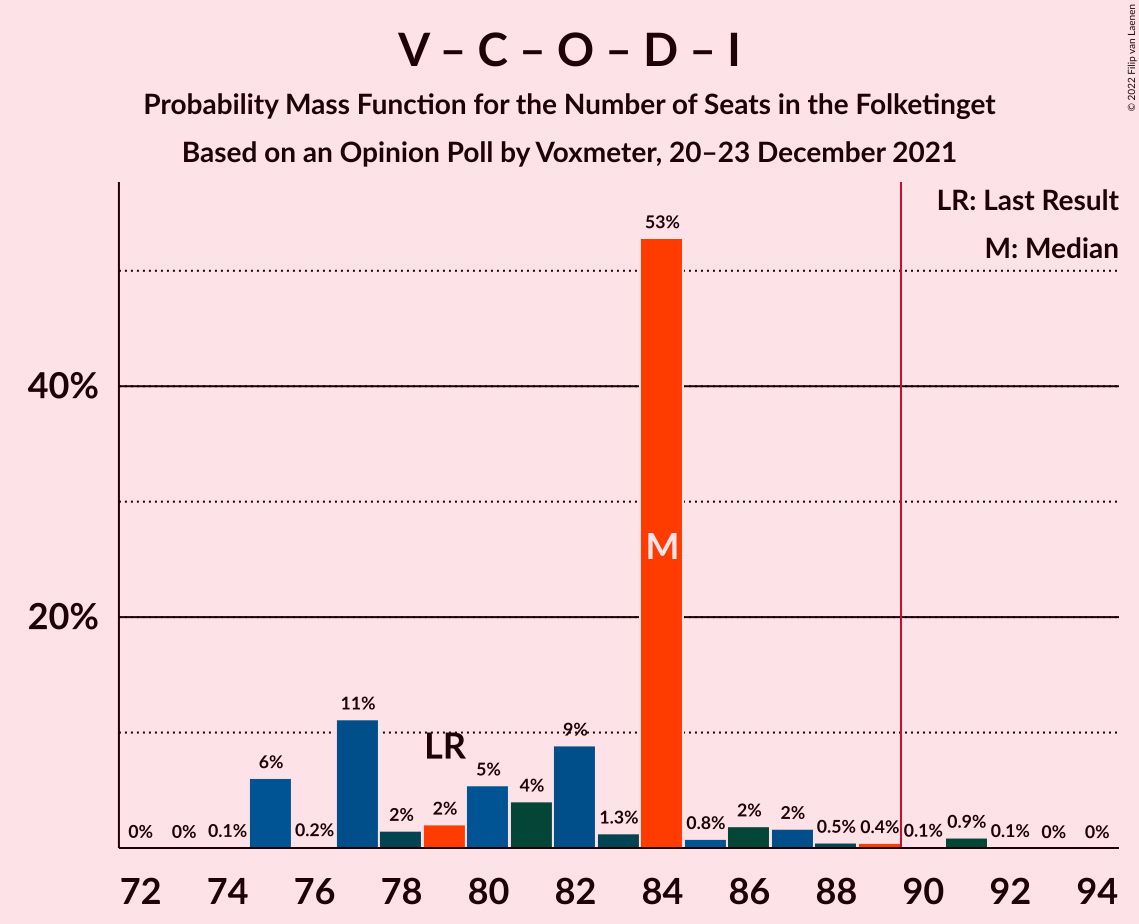 V – C – O – D – I
Probability Mass Function for the Number of Seats in the Folketinget
Based on an Opinion Poll by Voxmeter, 20–23 December 2021
© 2022 Filip van Laenen
LR: Last Result
M: Median
40%
20%
0% 0% 0.1% 6% 0.2% 11% 2% 2% 5% 4% 9% 1.3% 53% 0.8% 2% 2% 0.5% 0.4% 0.1% 0.9% 0.1% 0% 0%
LR
M
72 74 76 78 80 82 84 86 88 90 92 94